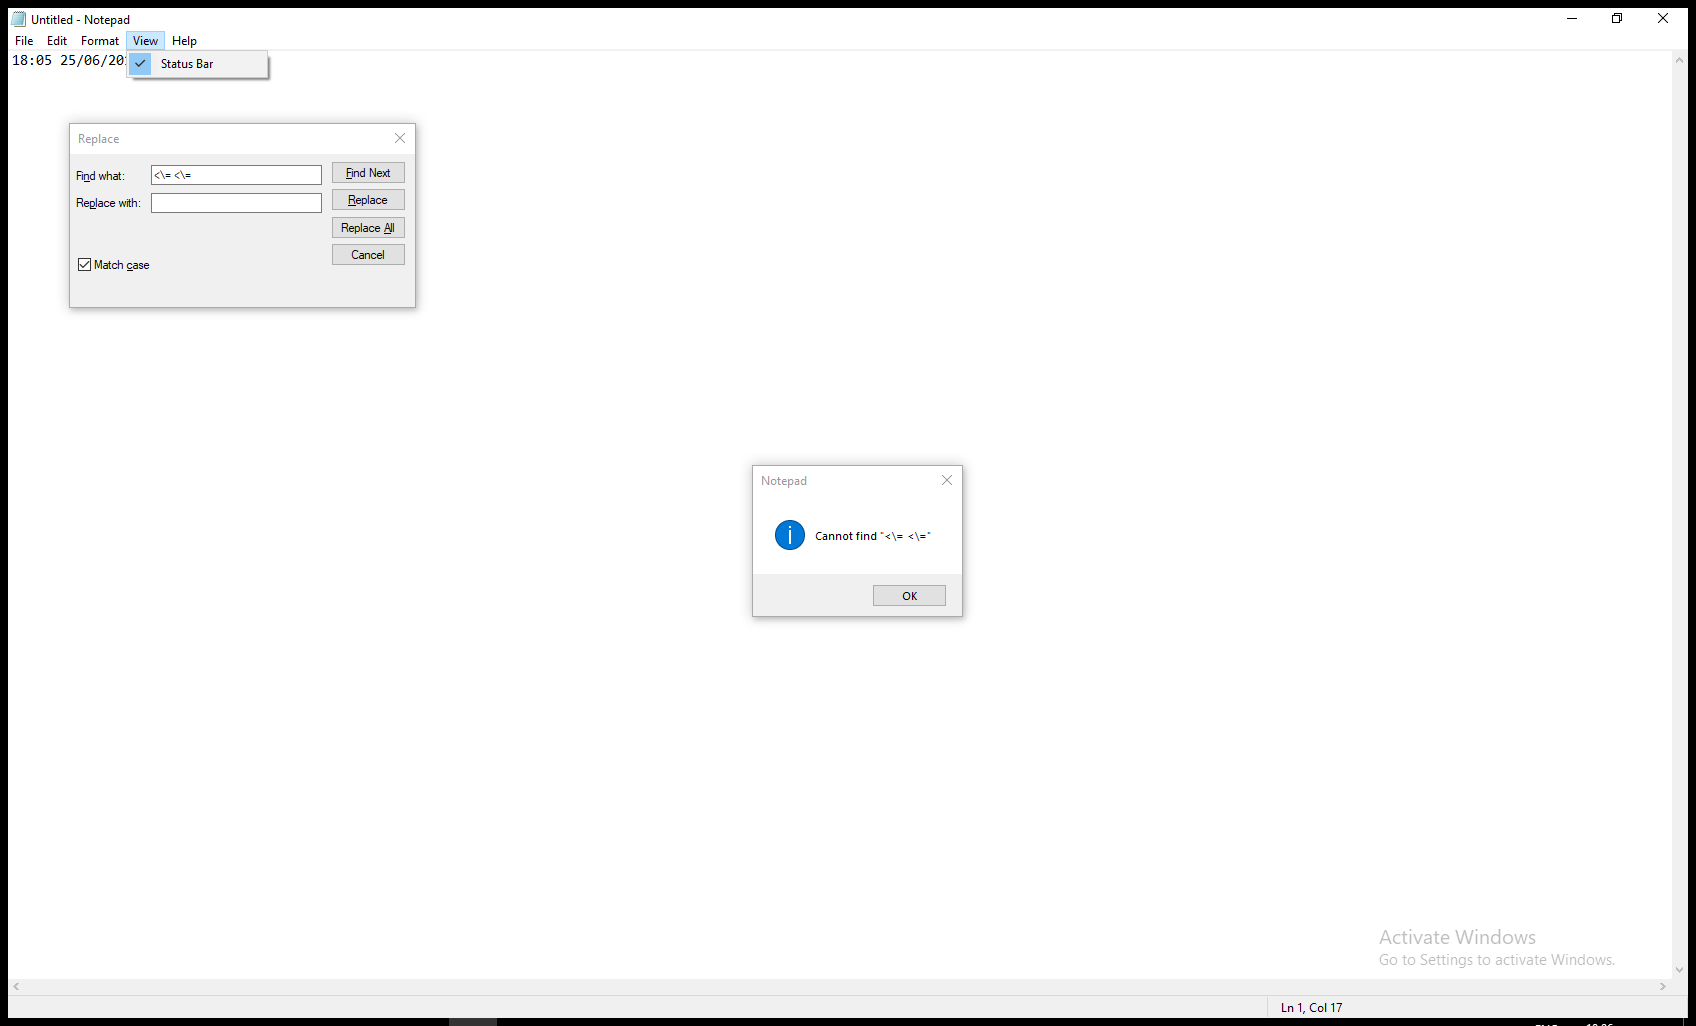 Untitled - Notepad
File Edit Format View Help
18:05 25/06/20
Status Bar
Replace
Find what: <\= <\= Find Next
Replace with: Replace
Replace All
Cancel
Match case
Notepad
Cannot find "<\= <\="
OK
Activate Windows
Go to Settings to activate Windows.
Ln 1, Col 17